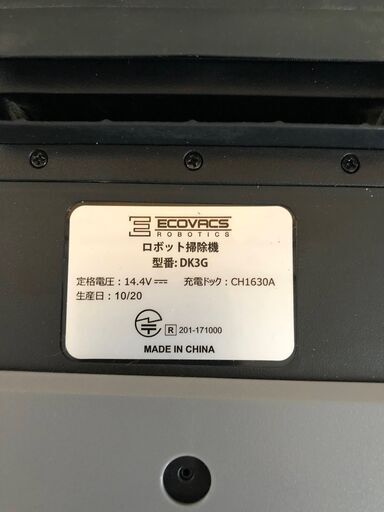 ECOVACS
ROBOTICS
ロボット掃除機
型番: DK3G
定格電圧：14.4V⎓ 充電ドック：CH1630A
生産日：10/20
R 201-171000
MADE IN CHINA